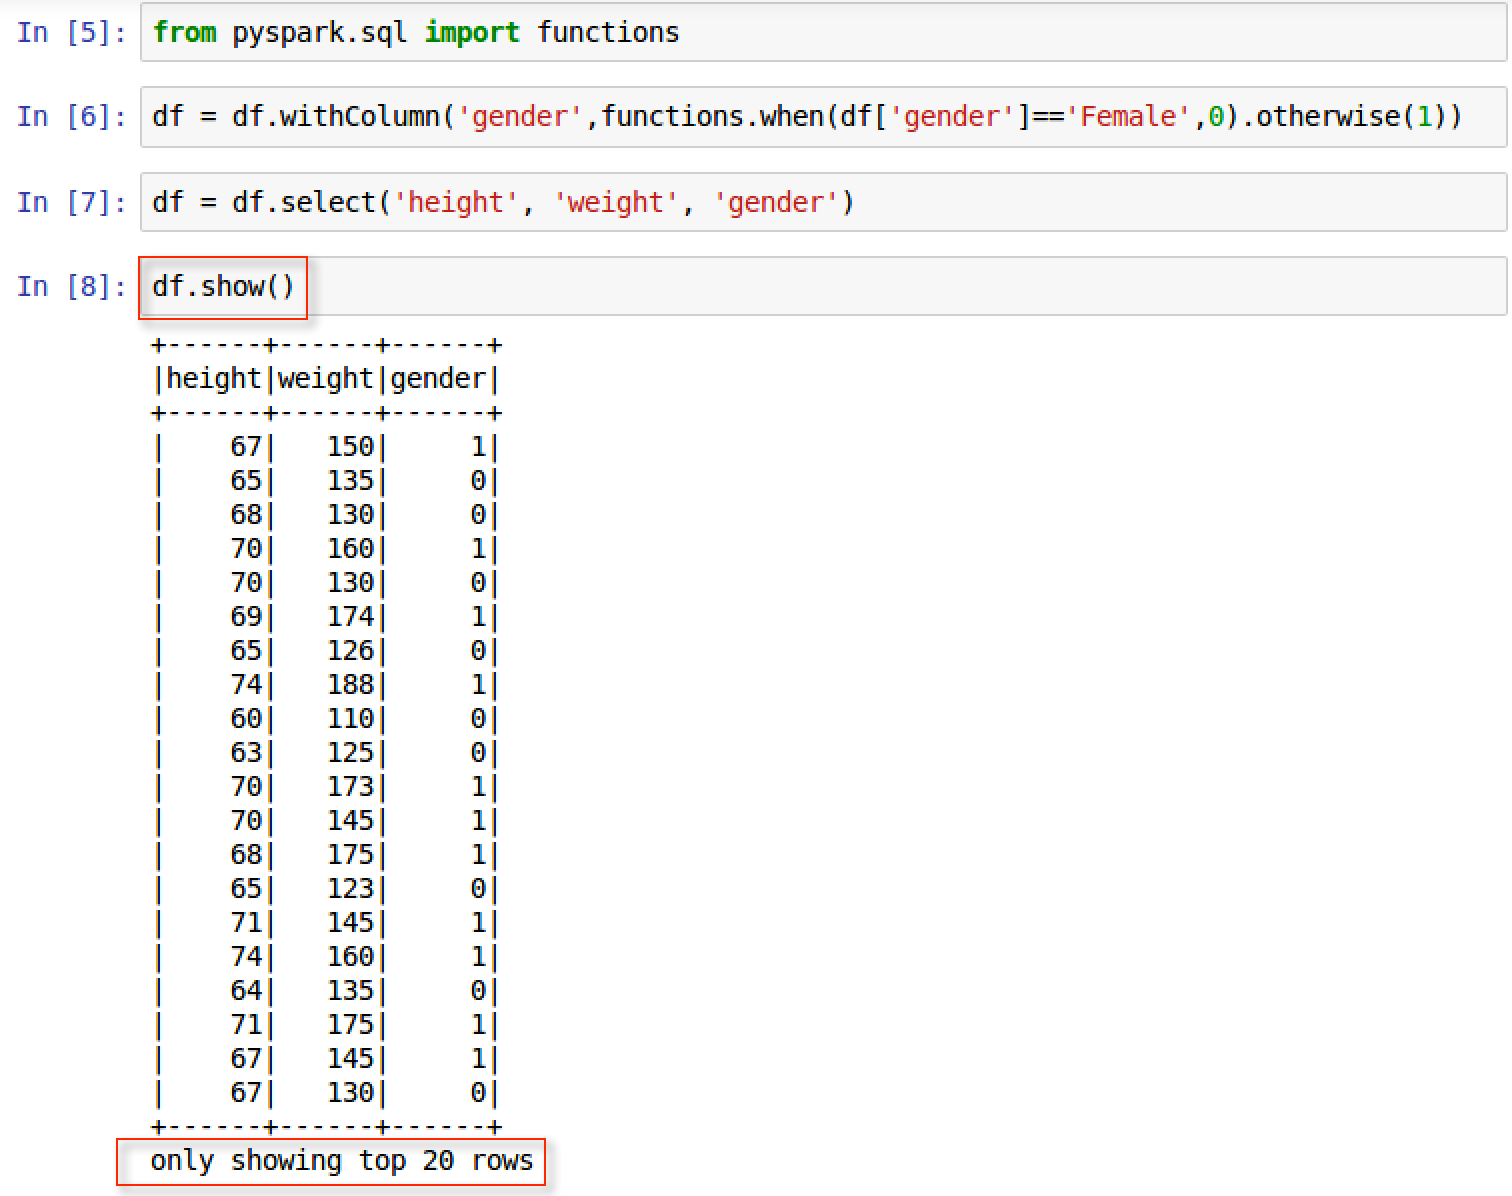 In [5]: from pyspark.sql import functions
In [6]: df = df.withColumn('gender',functions.when(df['gender']=='Female',0).otherwise(1))
In [7]: df = df.select('height', 'weight', 'gender')
In [8]: df.show()
+------+------+------+
|height|weight|gender|
+------+------+------+
|    67|   150|     1|
|    65|   135|     0|
|    68|   130|     0|
|    70|   160|     1|
|    70|   130|     0|
|    69|   174|     1|
|    65|   126|     0|
|    74|   188|     1|
|    60|   110|     0|
|    63|   125|     0|
|    70|   173|     1|
|    70|   145|     1|
|    68|   175|     1|
|    65|   123|     0|
|    71|   145|     1|
|    74|   160|     1|
|    64|   135|     0|
|    71|   175|     1|
|    67|   145|     1|
|    67|   130|     0|
+------+------+------+
only showing top 20 rows